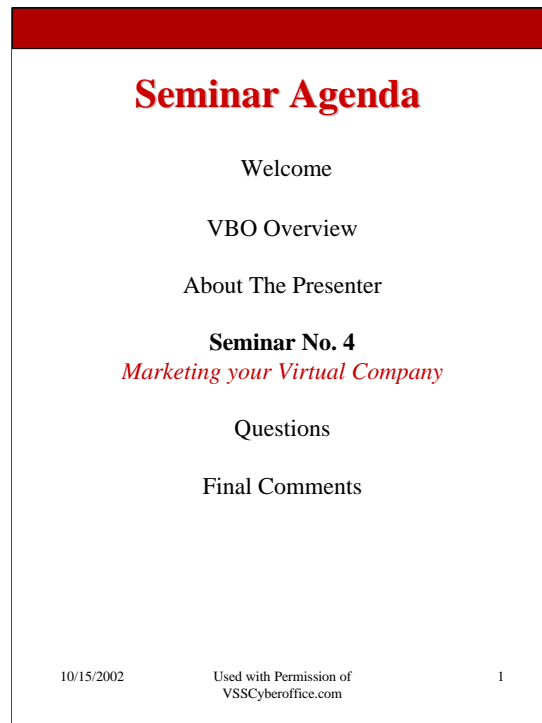 Seminar Agenda
Welcome
VBO Overview
About The Presenter
Seminar No. 4
Marketing your Virtual Company
Questions
Final Comments
10/15/2002
Used with Permission of
VSSCyberoffice.com
1